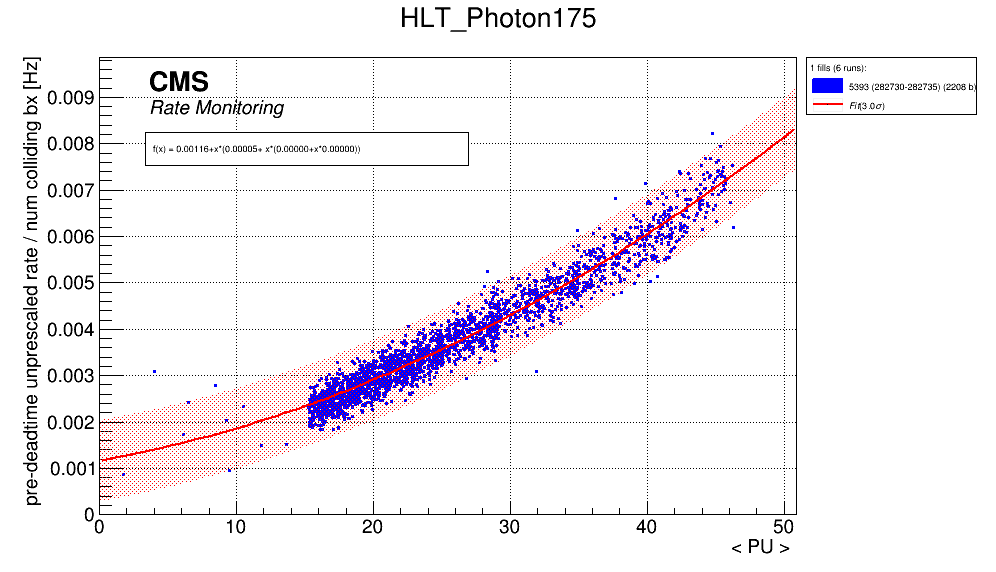 HLT_Photon175
pre-deadtime unprescaled rate / num colliding bx [Hz]
CMS
Rate Monitoring
f(x) = 0.00116+x*(0.00005+ x*(0.00000+x*0.00000))
1 fills (6 runs):
5393 (282730-282735) (2208 b)
Fit(3.0σ)
0.009
0.008
0.007
0.006
0.005
0.004
0.003
0.002
0.001
0
0 10 20 30 40 50
< PU >